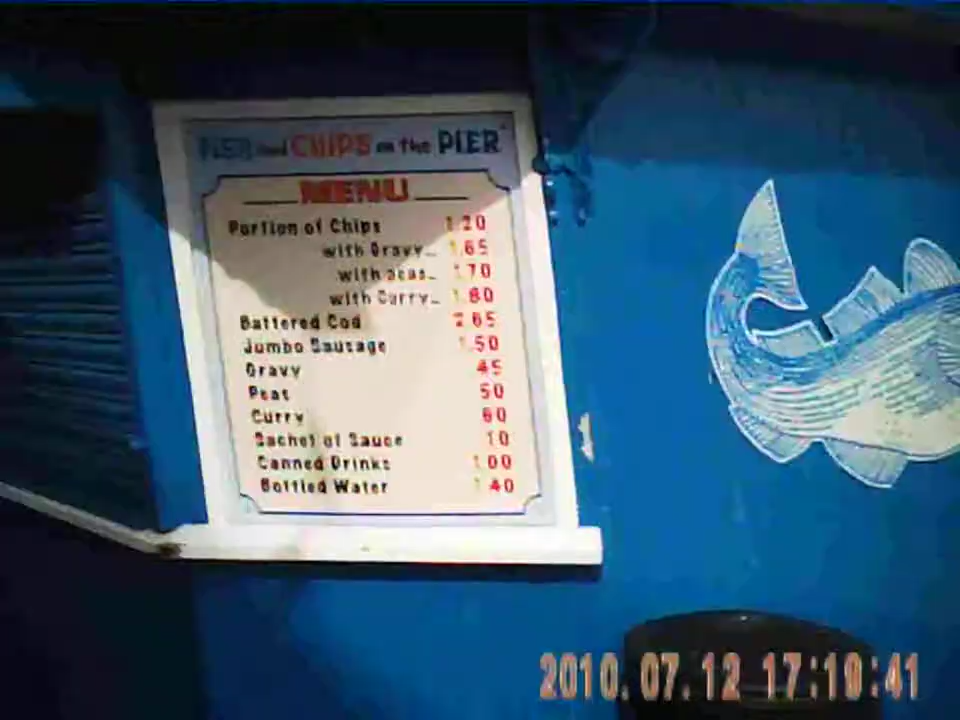 and CHIPS on the PIER
MENU
Portion of Chips 1.20
with Gravy... 1.65
with peas... 1.70
with Curry... 1.80
Battered Cod 2.65
Jumbo Sausage 1.50
Gravy 45
Peas 50
Curry 60
Sachet of Sauce 10
Canned Drinks 1.00
Bottled Water 1.40
2010.07.12 17:10:41